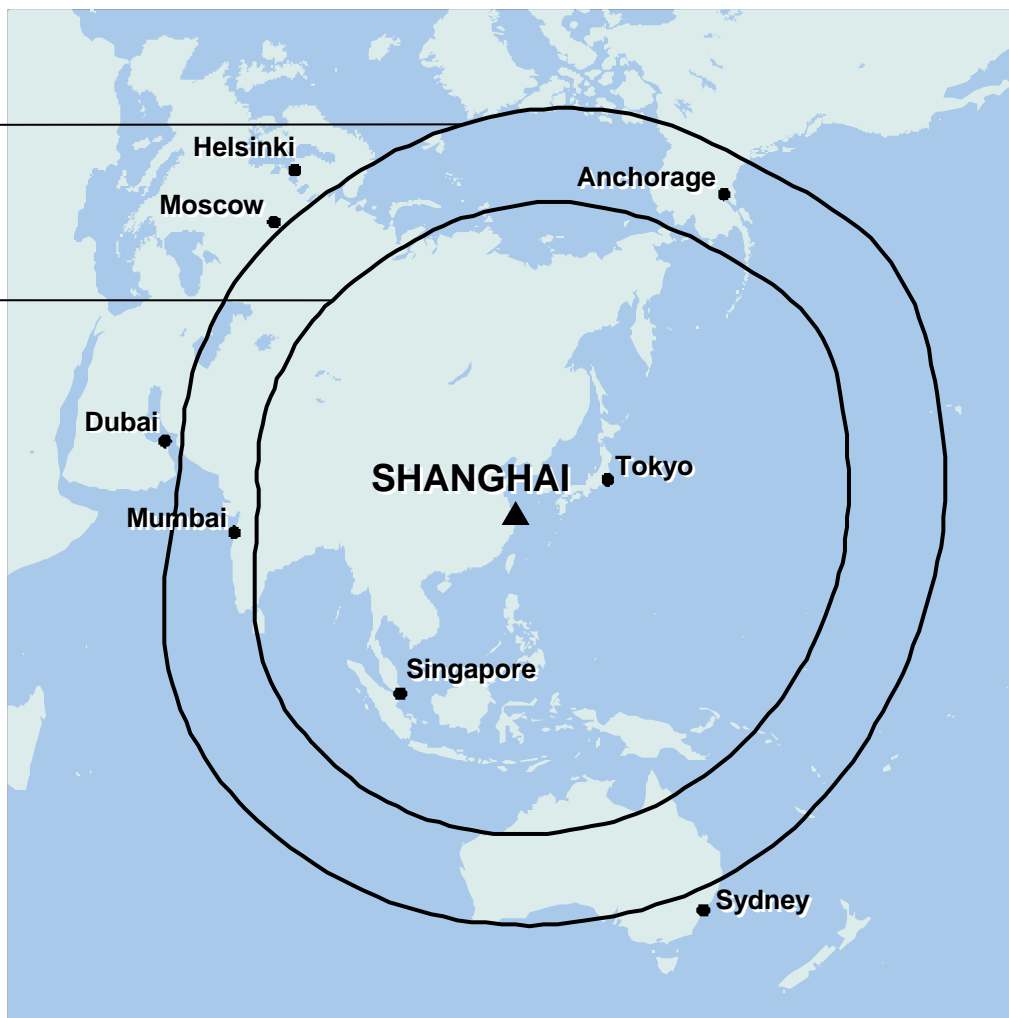 Helsinki
Anchorage
Moscow
Dubai
SHANGHAI
Tokyo
Mumbai
Singapore
Sydney